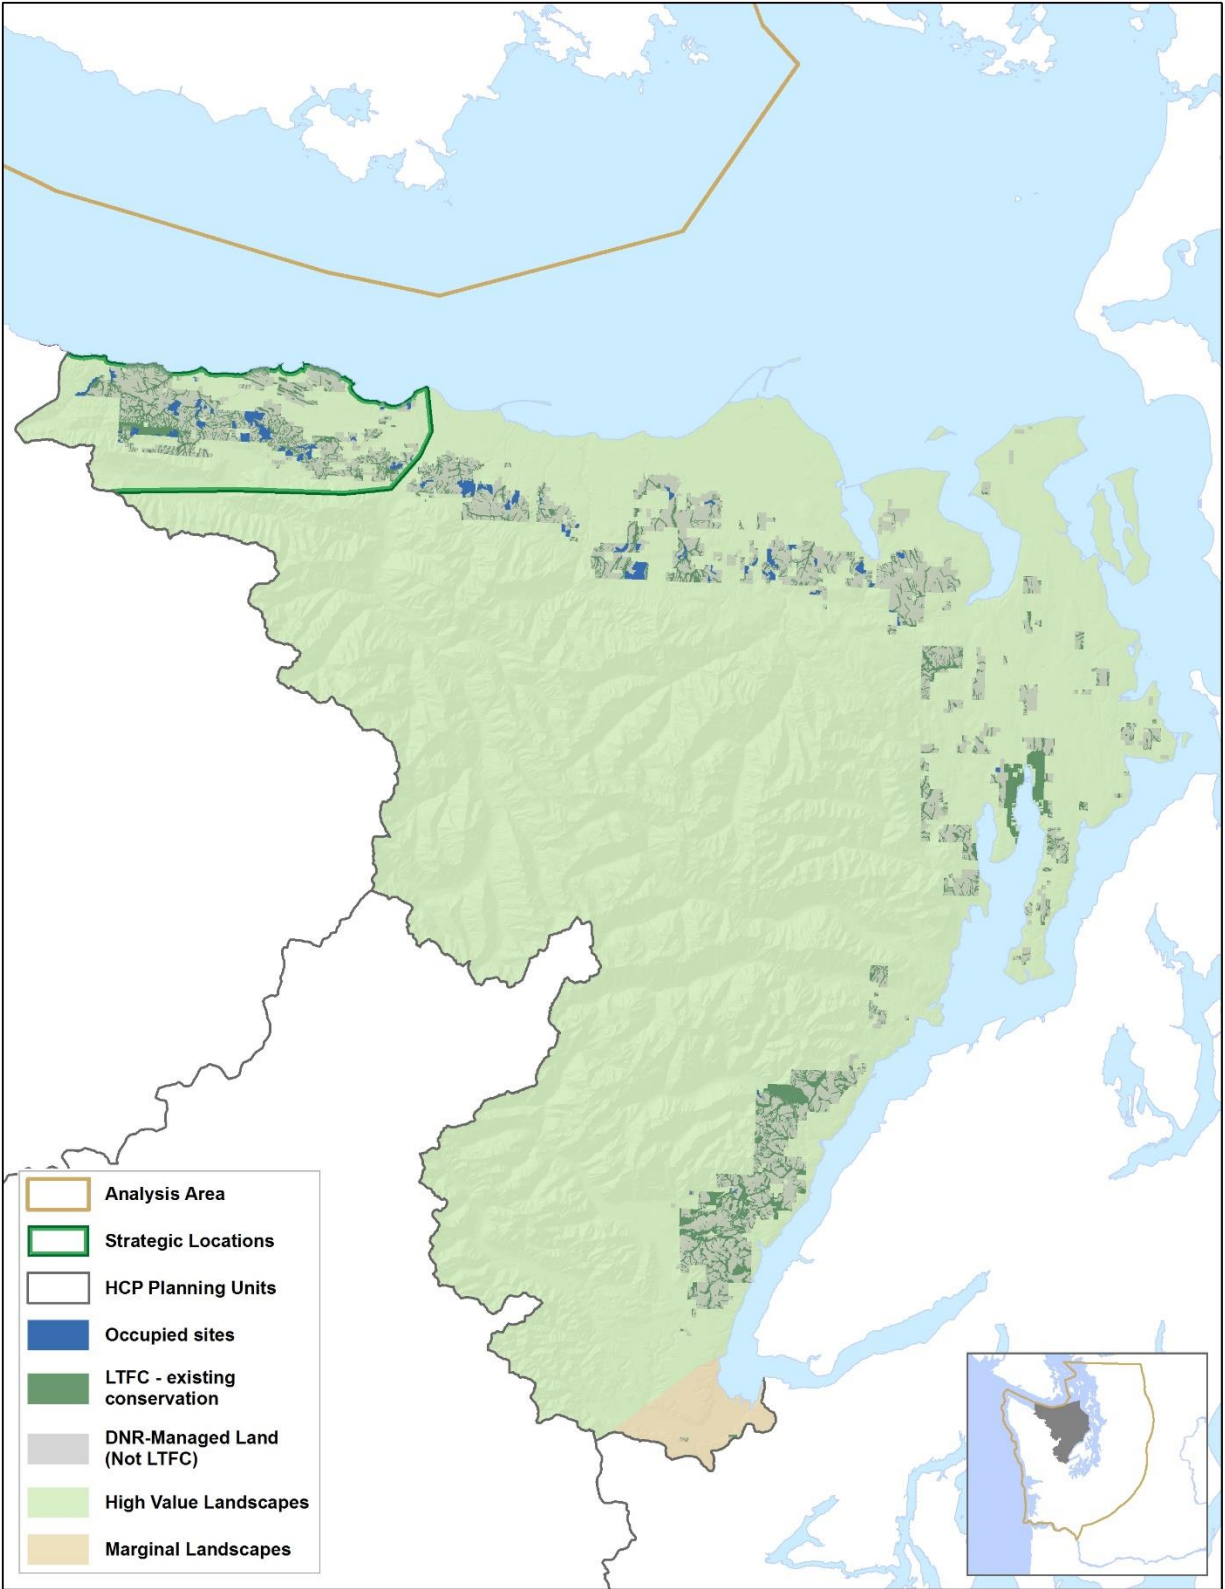 Analysis Area
Strategic Locations
HCP Planning Units
Occupied sites
LTFC - existing
conservation
DNR-Managed Land
(Not LTFC)
High Value Landscapes
Marginal Landscapes